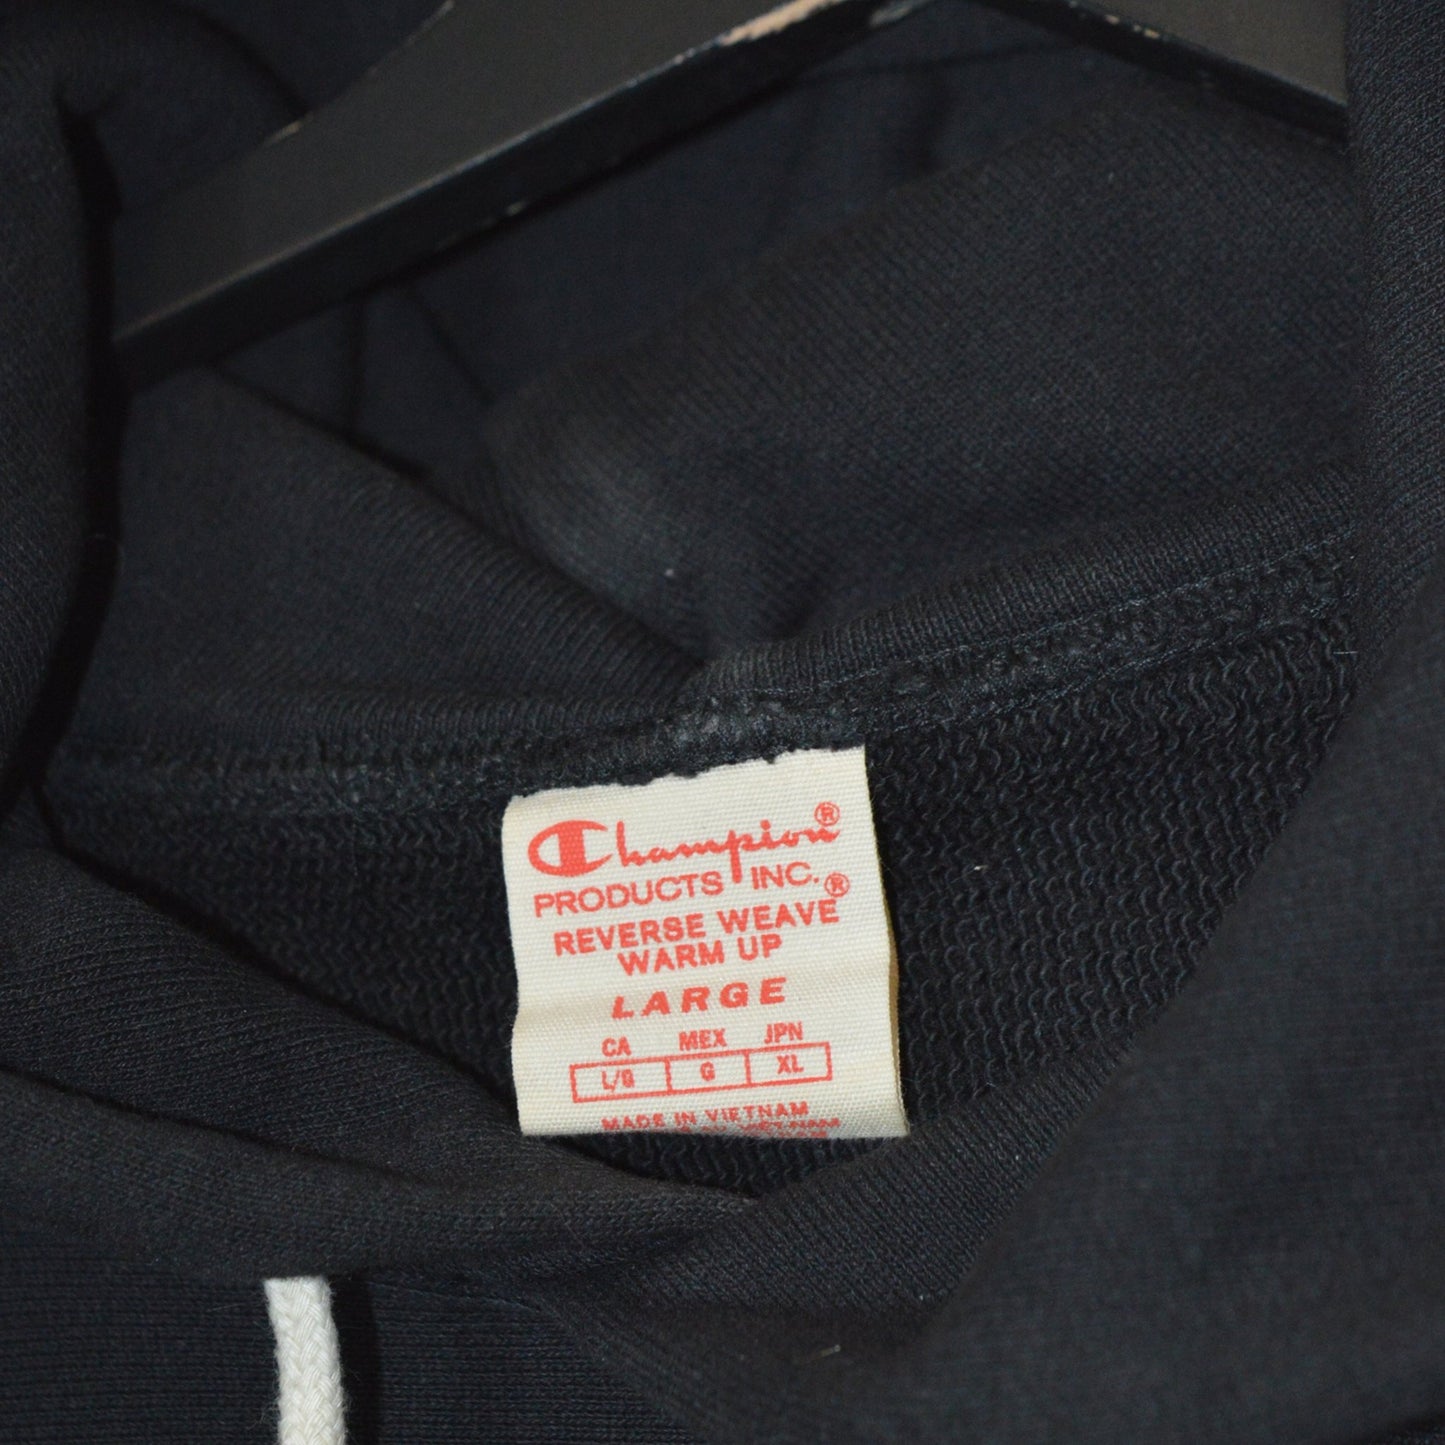 Champion®
PRODUCTS INC.®
REVERSE WEAVE
WARM UP
LARGE
CA MEX JPN
L/G G XL
MADE IN VIETNAM